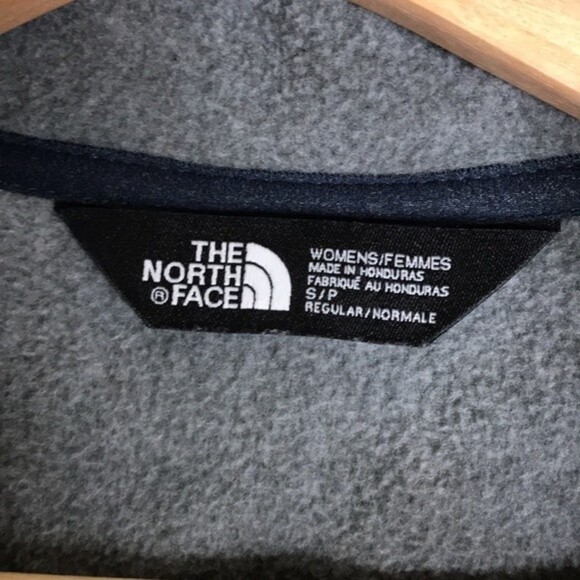 THE
NORTH
® FACE
WOMENS/FEMMES
MADE IN HONDURAS
FABRIQUÉ AU HONDURAS
S/P
REGULAR/NORMALE